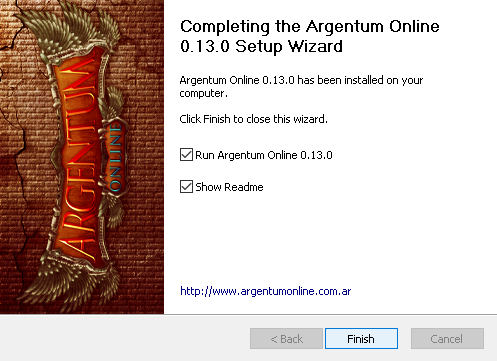 Completing the Argentum Online
0.13.0 Setup Wizard
Argentum Online 0.13.0 has been installed on your
computer.
Click Finish to close this wizard.
Run Argentum Online 0.13.0
Show Readme
http://www.argentumonline.com.ar
ARGENTUM
ONLINE
< Back
Finish
Cancel